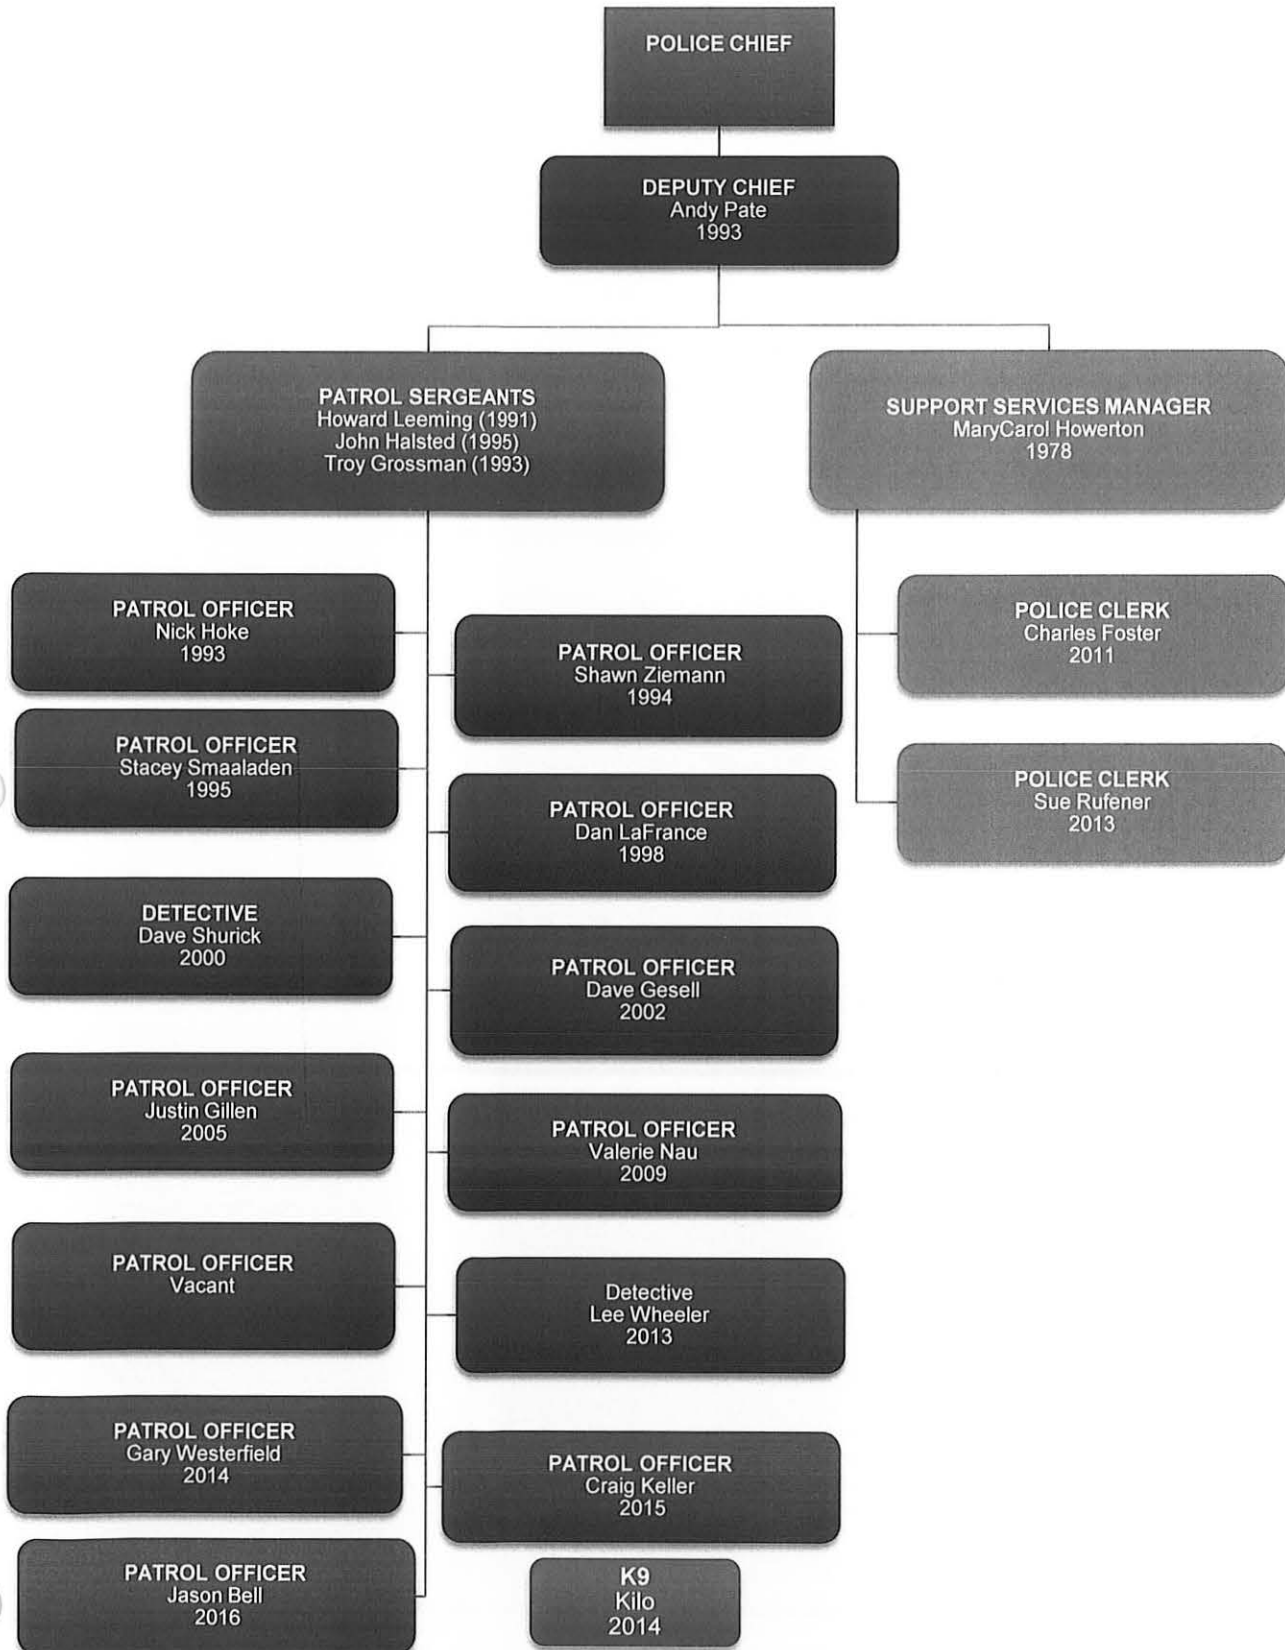 POLICE CHIEF
DEPUTY CHIEF
Andy Pate
1993
PATROL SERGEANTS
Howard Leeming (1991)
John Halsted (1995)
Troy Grossman (1993)
SUPPORT SERVICES MANAGER
MaryCarol Howerton
1978
PATROL OFFICER
Nick Hoke
1993
PATROL OFFICER
Shawn Ziemann
1994
POLICE CLERK
Charles Foster
2011
PATROL OFFICER
Stacey Smaaladen
1995
PATROL OFFICER
Dan LaFrance
1998
POLICE CLERK
Sue Rufener
2013
DETECTIVE
Dave Shurick
2000
PATROL OFFICER
Dave Gesell
2002
PATROL OFFICER
Justin Gillen
2005
PATROL OFFICER
Valerie Nau
2009
PATROL OFFICER
Vacant
Detective
Lee Wheeler
2013
PATROL OFFICER
Gary Westerfield
2014
PATROL OFFICER
Craig Keller
2015
PATROL OFFICER
Jason Bell
2016
K9
Kilo
2014